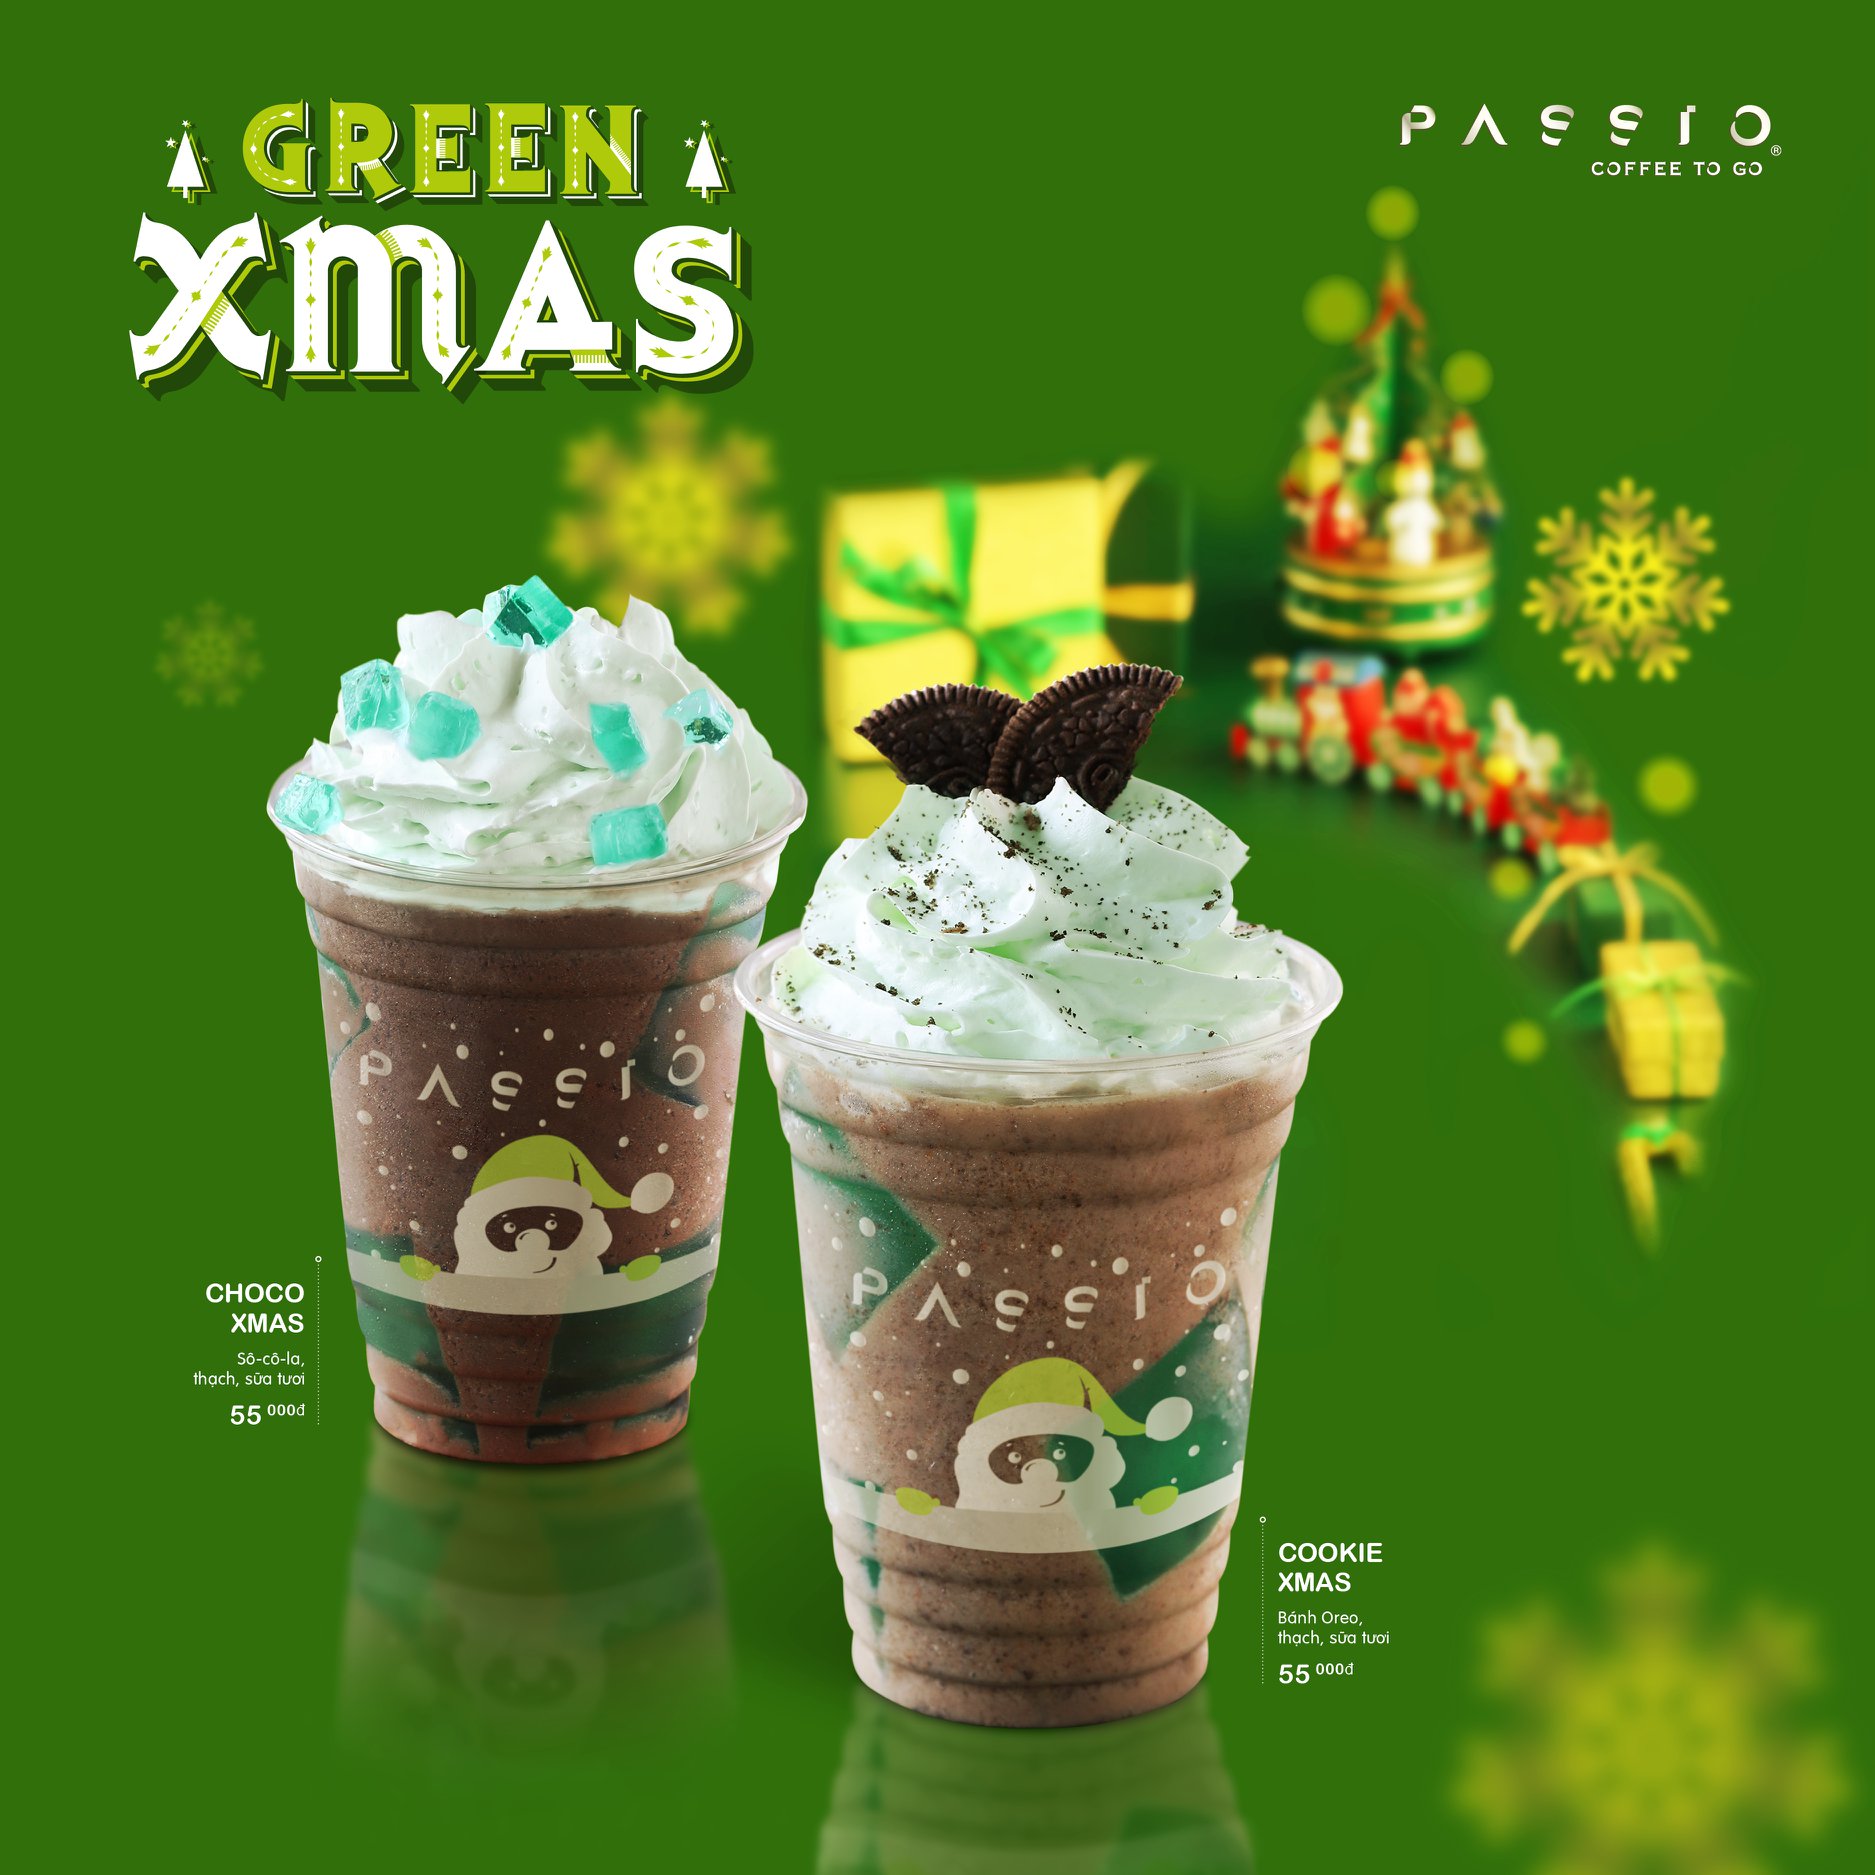 GREEN
XMAS
PASSIO®
COFFEE TO GO
PASSIO
PASSIO
CHOCO
XMAS
Sô-cô-la,
thạch, sữa tươi
55 000đ
COOKIE
XMAS
Bánh Oreo,
thạch, sữa tươi
55 000đ